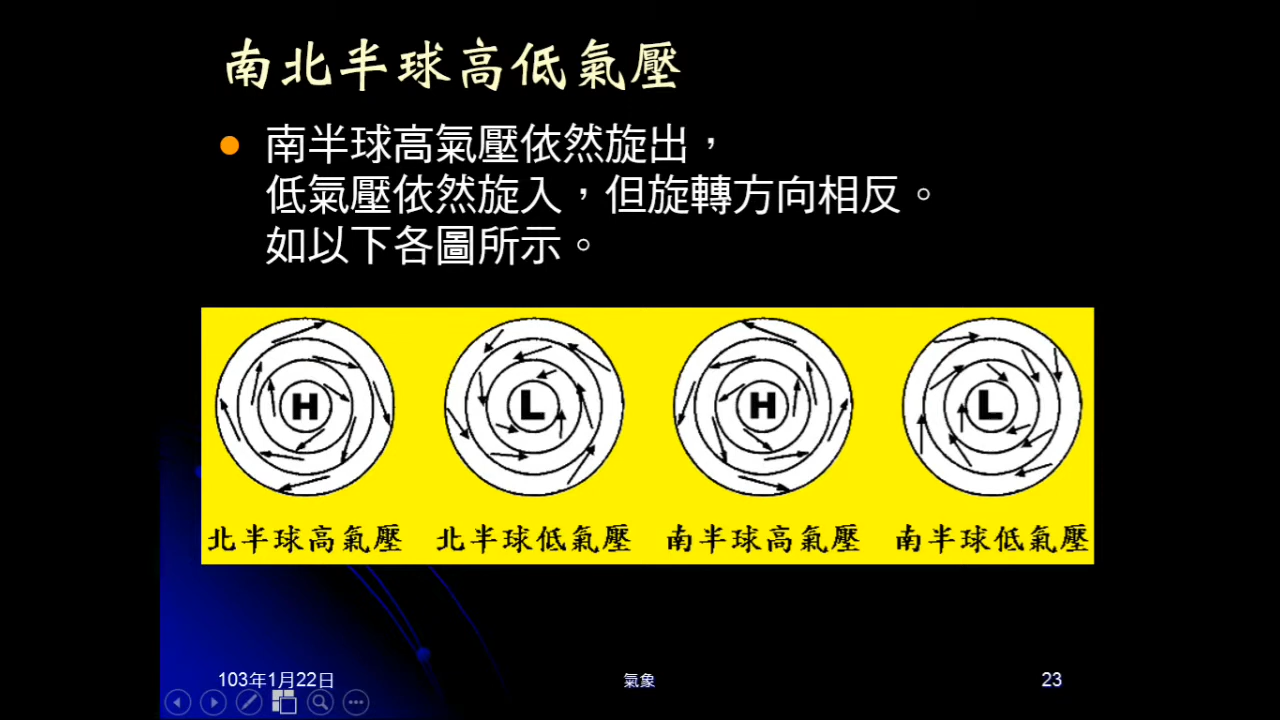 南北半球高低氣壓
南半球高氣壓依然旋出，
低氣壓依然旋入，但旋轉方向相反。
如以下各圖所示。
H L H L
北半球高氣壓 北半球低氣壓 南半球高氣壓 南半球低氣壓
103年1月22日 氣象 23